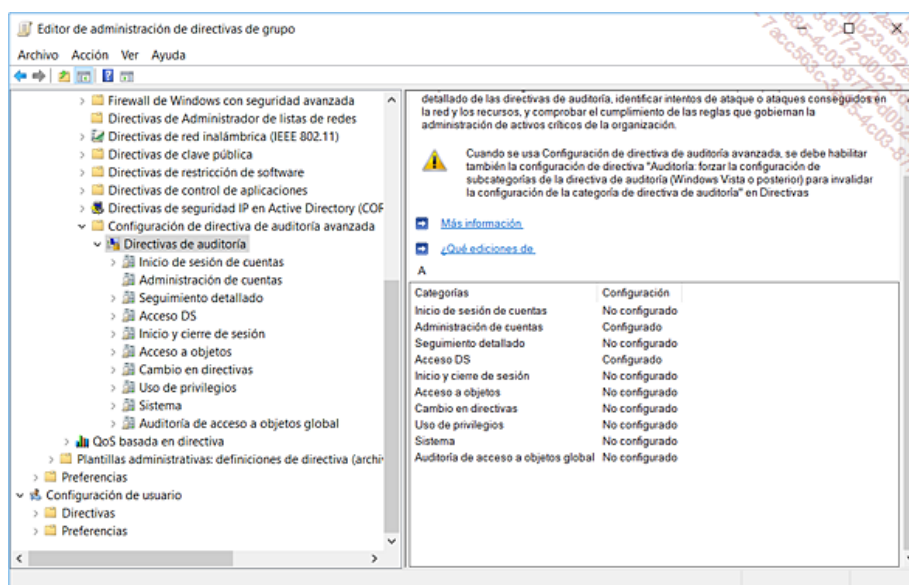 Editor de administración de directivas de grupo
Archivo Acción Ver Ayuda
Firewall de Windows con seguridad avanzada
Directivas de Administrador de listas de redes
Directivas de red inalámbrica (IEEE 802.11)
Directivas de clave pública
Directivas de restricción de software
Directivas de control de aplicaciones
Directivas de seguridad IP en Active Directory (COF
Configuración de directiva de auditoría avanzada
Directivas de auditoría
Inicio de sesión de cuentas
Administración de cuentas
Seguimiento detallado
Acceso DS
Inicio y cierre de sesión
Acceso a objetos
Cambio en directivas
Uso de privilegios
Sistema
Auditoría de acceso a objetos global
QoS basada en directiva
Plantillas administrativas: definiciones de directiva (archi
Preferencias
Configuración de usuario
Directivas
Preferencias
detallado de las directivas de auditoría, identificar intentos de ataque o ataques conseguidos en
la red y los recursos, y comprobar el cumplimiento de las reglas que gobiernan la
administración de activos críticos de la organización.
Cuando se usa Configuración de directiva de auditoría avanzada, se debe habilitar
también la configuración de directiva "Auditoría: forzar la configuración de
subcategorías de la directiva de auditoría (Windows Vista o posterior) para invalidar
la configuración de la categoría de directiva de auditoría" en Directivas
Más información
¿Qué ediciones de
A
Categorías Configuración
Inicio de sesión de cuentas No configurado
Administración de cuentas Configurado
Seguimiento detallado No configurado
Acceso DS Configurado
Inicio y cierre de sesión No configurado
Acceso a objetos No configurado
Cambio en directivas No configurado
Uso de privilegios No configurado
Sistema No configurado
Auditoría de acceso a objetos global No configurado